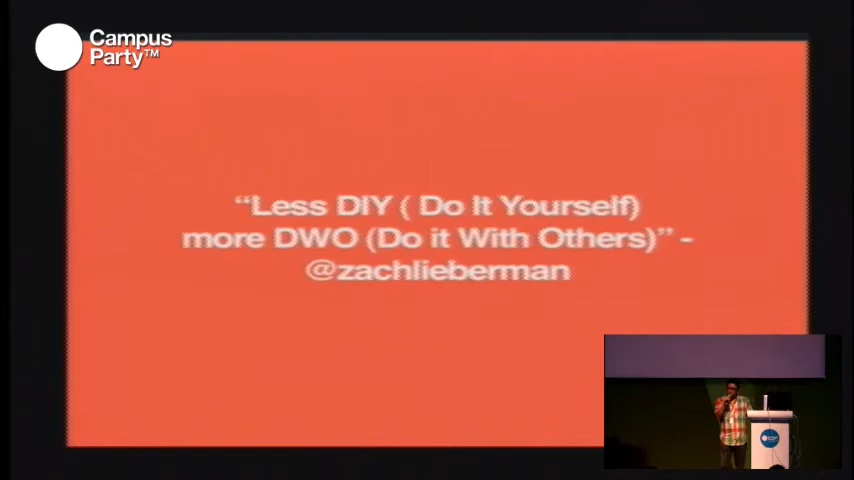 Campus
Party™
“Less DIY ( Do It Yourself)
more DWO (Do it With Others)” -
@zachlieberman